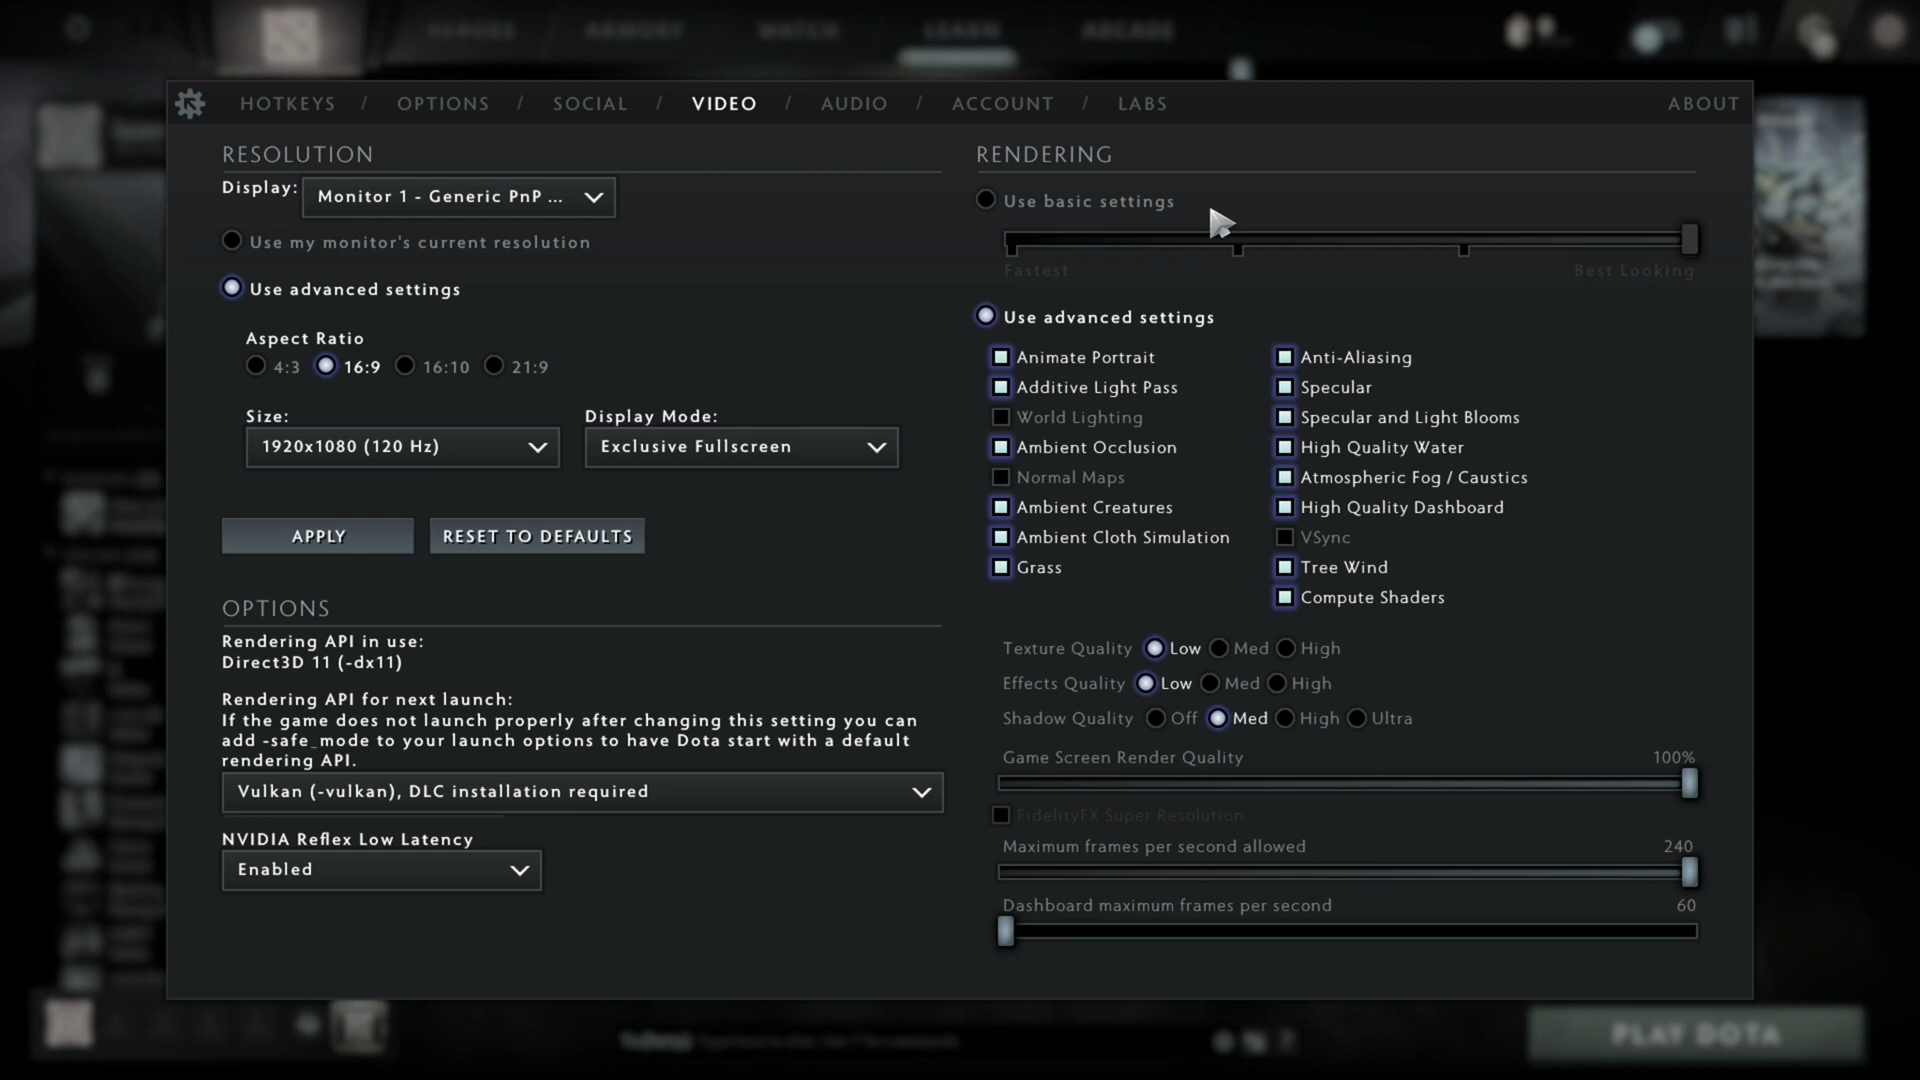 HEROES ARMORY WATCH LEARN ARCADE
HOTKEYS / OPTIONS / SOCIAL / VIDEO / AUDIO / ACCOUNT / LABS ABOUT
RESOLUTION
Display: Monitor 1 - Generic PnP ...
Use my monitor's current resolution
Use advanced settings
Aspect Ratio
4:3 16:9 16:10 21:9
Size: Display Mode:
1920x1080 (120 Hz) Exclusive Fullscreen
APPLY RESET TO DEFAULTS
OPTIONS
Rendering API in use:
Direct3D 11 (-dx11)
Rendering API for next launch:
If the game does not launch properly after changing this setting you can
add -safe_mode to your launch options to have Dota start with a default
rendering API.
Vulkan (-vulkan), DLC installation required
NVIDIA Reflex Low Latency
Enabled
RENDERING
Use basic settings
Fastest Best Looking
Use advanced settings
Animate Portrait Anti-Aliasing
Additive Light Pass Specular
World Lighting Specular and Light Blooms
Ambient Occlusion High Quality Water
Normal Maps Atmospheric Fog / Caustics
Ambient Creatures High Quality Dashboard
Ambient Cloth Simulation VSync
Grass Tree Wind
Compute Shaders
Texture Quality Low Med High
Effects Quality Low Med High
Shadow Quality Off Med High Ultra
Game Screen Render Quality 100%
FidelityFX Super Resolution
Maximum frames per second allowed 240
Dashboard maximum frames per second 60
PLAY DOTA